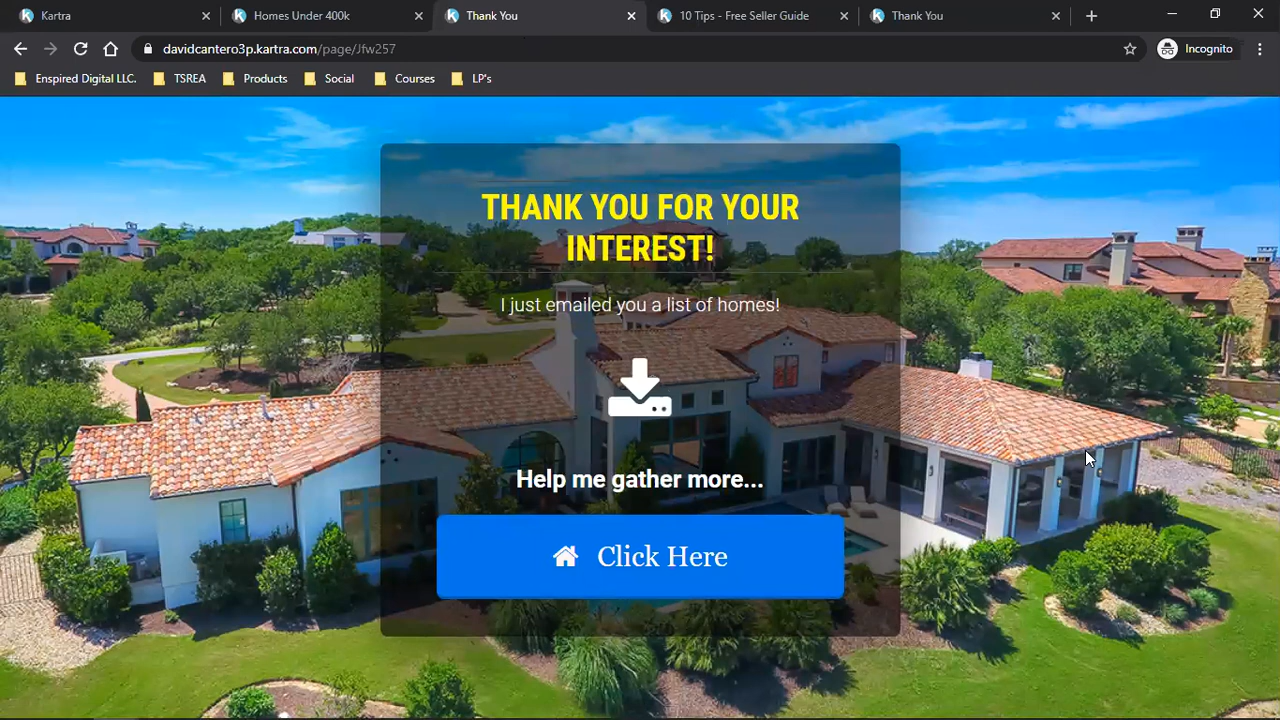 Kartra
Homes Under 400k
Thank You
10 Tips - Free Seller Guide
Thank You
davidcantero3p.kartra.com/page/Jfw257
Incognito
Enspired Digital LLC.
TSREA
Products
Social
Courses
LP's
THANK YOU FOR YOUR
INTEREST!
I just emailed you a list of homes!
Help me gather more...
Click Here